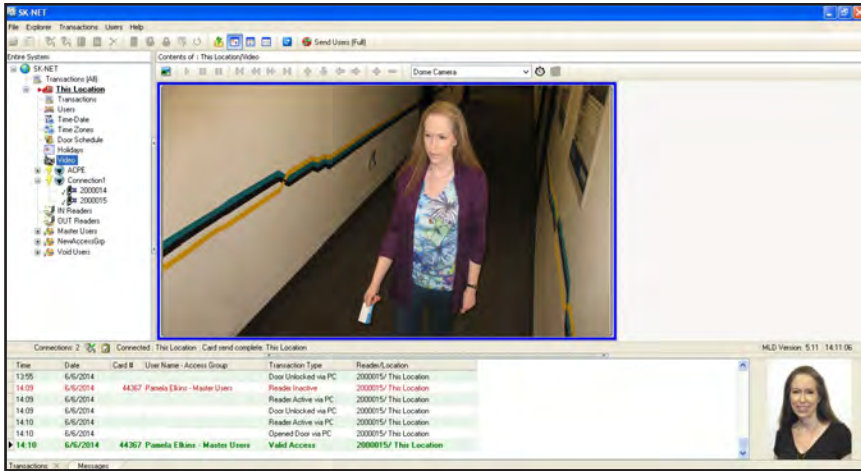 SK-NET
File Explorer Transactions Users Help
Send Users (Full)
Entire System
Contents of : This Location/Video
SK-NET
Transactions (All)
This Location
Transactions
Users
Time-Date
Time Zones
Door Schedule
Holidays
Video
ACPE
Connection1
2000014
2000015
IN Readers
OUT Readers
Master Users
NewAccessGrp
Void Users
Dome Camera
Connections: 2 Connected : This Location : Card send complete: This Location MLD Version: 5.11 14:11:06
Time Date Card # User Name - Access Group Transaction Type Reader/Location
13:55 6/6/2014 Door Unlocked via PC 2000015/ This Location
14:09 6/6/2014 44367 Pamela Elkins - Master Users Reader Inactive 2000015/ This Location
14:09 6/6/2014 Reader Active via PC 2000015/ This Location
14:09 6/6/2014 Door Unlocked via PC 2000015/ This Location
14:10 6/6/2014 Reader Active via PC 2000015/ This Location
14:10 6/6/2014 Opened Door via PC 2000015/ This Location
14:10 6/6/2014 44367 Pamela Elkins - Master Users Valid Access 2000015/ This Location
Transactions Messages